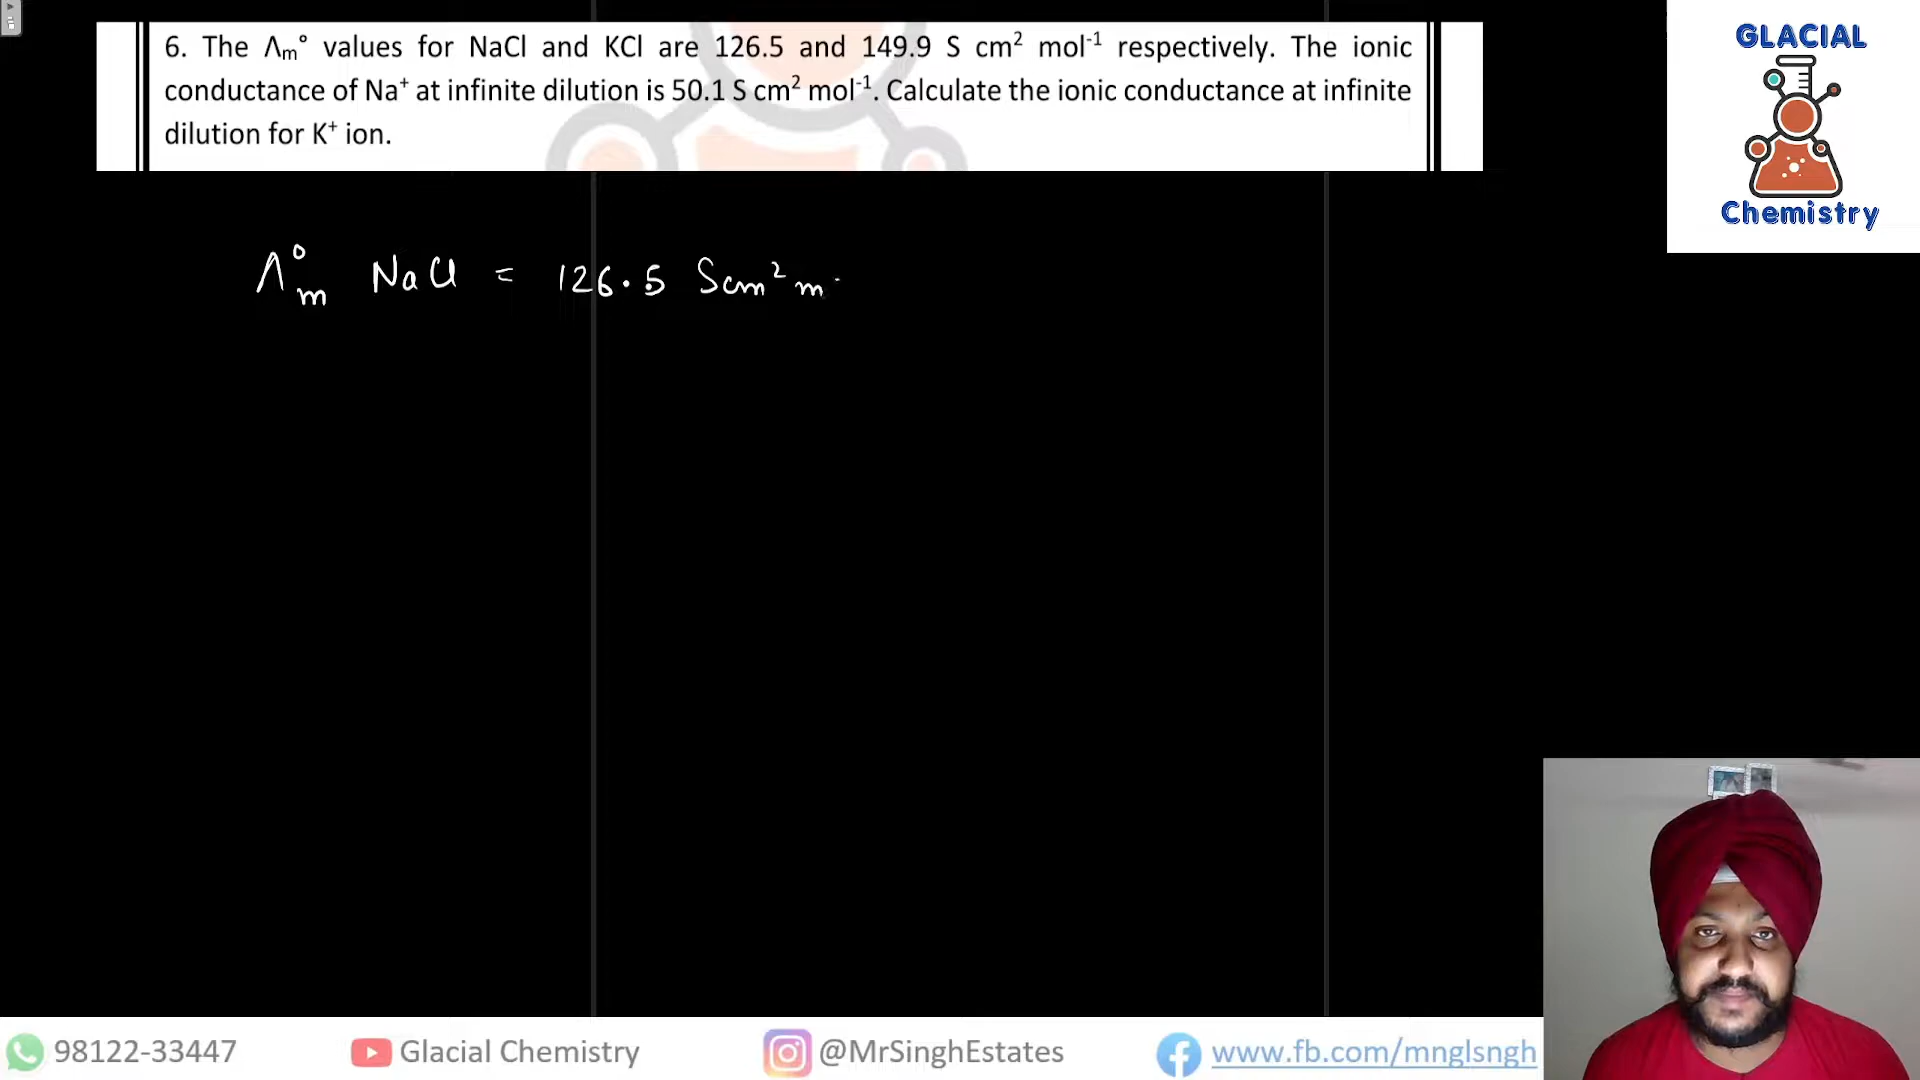 6. The Λm° values for NaCl and KCl are 126.5 and 149.9 S cm² mol⁻¹ respectively. The ionic
conductance of Na⁺ at infinite dilution is 50.1 S cm² mol⁻¹. Calculate the ionic conductance at infinite
dilution for K⁺ ion.
GLACIAL
Chemistry
Λ°m NaCl = 126.5 Scm² m
98122-33447
Glacial Chemistry
@MrSinghEstates
www.fb.com/mnglsngh